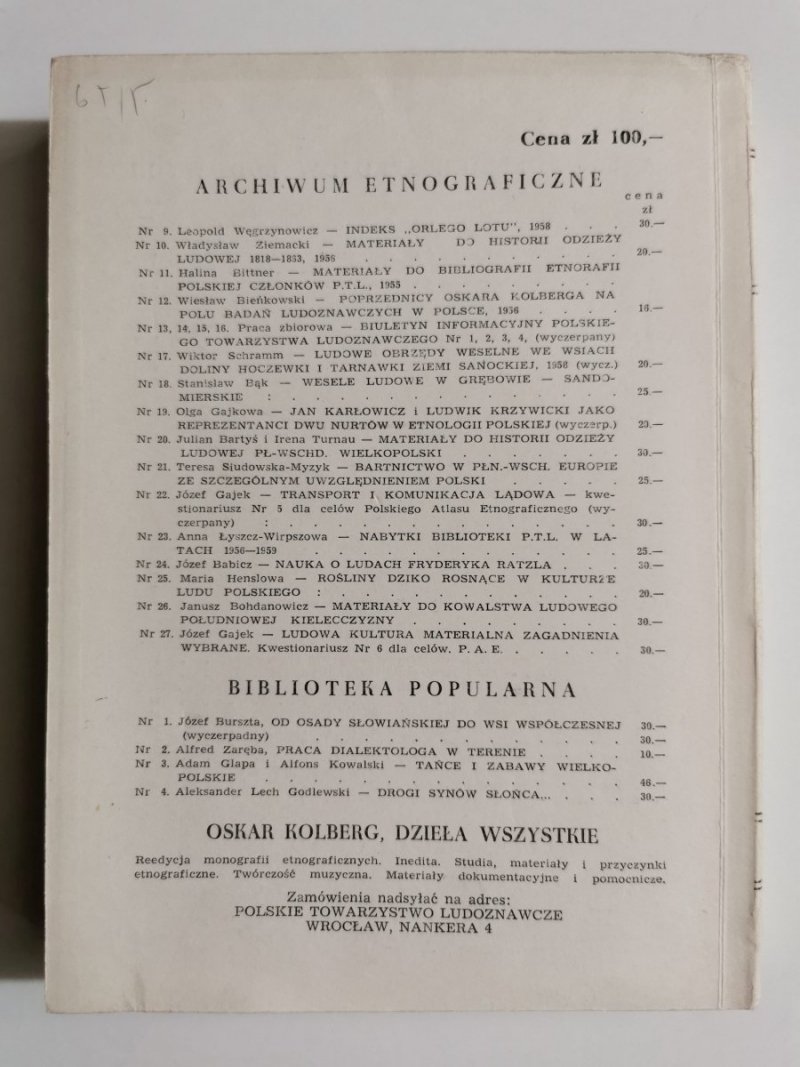 Cena zł 100,—
ARCHIWUM ETNOGRAFICZNE
cena
zł
Nr 9. Leopold Węgrzynowicz — INDEKS „ORLEGO LOTU", 1958 . . . 30.—
Nr 10. Władysław Ziemacki — MATERIAŁY DO HISTORII ODZIEŻY
LUDOWEJ 1818—1833, 1956 . . . . . . . . . . 20.—
Nr 11. Halina Bittner — MATERIAŁY DO BIBLIOGRAFII ETNORAFII
POLSKIEJ CZŁONKÓW P.T.L., 1955 . . . . . . . .
Nr 12. Wiesław Bieńkowski — POPRZEDNICY OSKARA KOLBERGA NA
POLU BADAŃ LUDOZNAWCZYCH W POLSCE, 1956 . . . . 16.—
Nr 13, 14, 15, 16. Praca zbiorowa — BIULETYN INFORMACYJNY POLSKIE-
GO TOWARZYSTWA LUDOZNAWCZEGO Nr 1, 2, 3, 4, (wyczerpany)
Nr 17. Wiktor Schramm — LUDOWE OBRZĘDY WESELNE WE WSIACH
DOLINY HOCZEWKI I TARNAWKI ZIEMI SANOCKIEJ, 1958 (wycz.) 20.—
Nr 18. Stanisław Bąk — WESELE LUDOWE W GRĘBOWIE — SANDO-
MIERSKIE : . . . . . . . . . . . . 25.—
Nr 19. Olga Gajkowa — JAN KARŁOWICZ i LUDWIK KRZYWICKI JAKO
REPREZENTANCI DWU NURTÓW W ETNOLOGII POLSKIEJ (wyczerp.) 20.—
Nr 20. Julian Bartyś i Irena Turnau — MATERIAŁY DO HISTORII ODZIEŻY
LUDOWEJ PŁ-WSCHD. WIELKOPOLSKI . . . . . . . 30.—
Nr 21. Teresa Siudowska-Myzyk — BARTNICTWO W PŁN.-WSCH. EUROPIE
ZE SZCZEGÓLNYM UWZGLĘDNIENIEM POLSKI . . . . . 25.—
Nr 22. Józef Gajek — TRANSPORT I KOMUNIKACJA LĄDOWA — kwe-
stionariusz Nr 5 dla celów Polskiego Atlasu Etnograficznego (wy-
czerpany) : . . . . . . . . . . . . 30.—
Nr 23. Anna Łyszcz-Wirpszowa — NABYTKI BIBLIOTEKI P.T.L. W LA-
TACH 1956—1959 . . . . . . . . . . . 25.—
Nr 24. Józef Babicz — NAUKA O LUDACH FRYDERYKA RATZLA . . . 30.—
Nr 25. Maria Henslowa — ROŚLINY DZIKO ROSNĄCE W KULTURZE
LUDU POLSKIEGO : . . . . . . . . . . 20.—
Nr 26. Janusz Bohdanowicz — MATERIAŁY DO KOWALSTWA LUDOWEGO
POŁUDNIOWEJ KIELECCZYZNY . . . . . . . . . 30.—
Nr 27. Józef Gajek — LUDOWA KULTURA MATERIALNA ZAGADNIENIA
WYBRANE. Kwestionariusz Nr 6 dla celów. P. A. E. . . . . . 30.—
BIBLIOTEKA POPULARNA
Nr 1. Józef Burszta, OD OSADY SŁOWIAŃSKIEJ DO WSI WSPÓŁCZESNEJ 30.—
(wyczerpadny) . . . . . . . . . . . 30.—
Nr 2. Alfred Zaręba, PRACA DIALEKTOLOGA W TERENIE . . . . 10.—
Nr 3. Adam Glapa i Alfons Kowalski — TAŃCE I ZABAWY WIELKO-
POLSKIE . . . . . . . . . . . . . 46.—
Nr 4. Aleksander Lech Godlewski — DROGI SYNÓW SŁOŃCA... . . . 30.—
OSKAR KOLBERG, DZIEŁA WSZYSTKIE
Reedycja monografii etnograficznych. Inedita. Studia, materiały i przyczynki
etnograficzne. Twórczość muzyczna. Materiały dokumentacyjne i pomocnicze.
Zamówienia nadsyłać na adres:
POLSKIE TOWARZYSTWO LUDOZNAWCZE
WROCŁAW, NANKERA 4